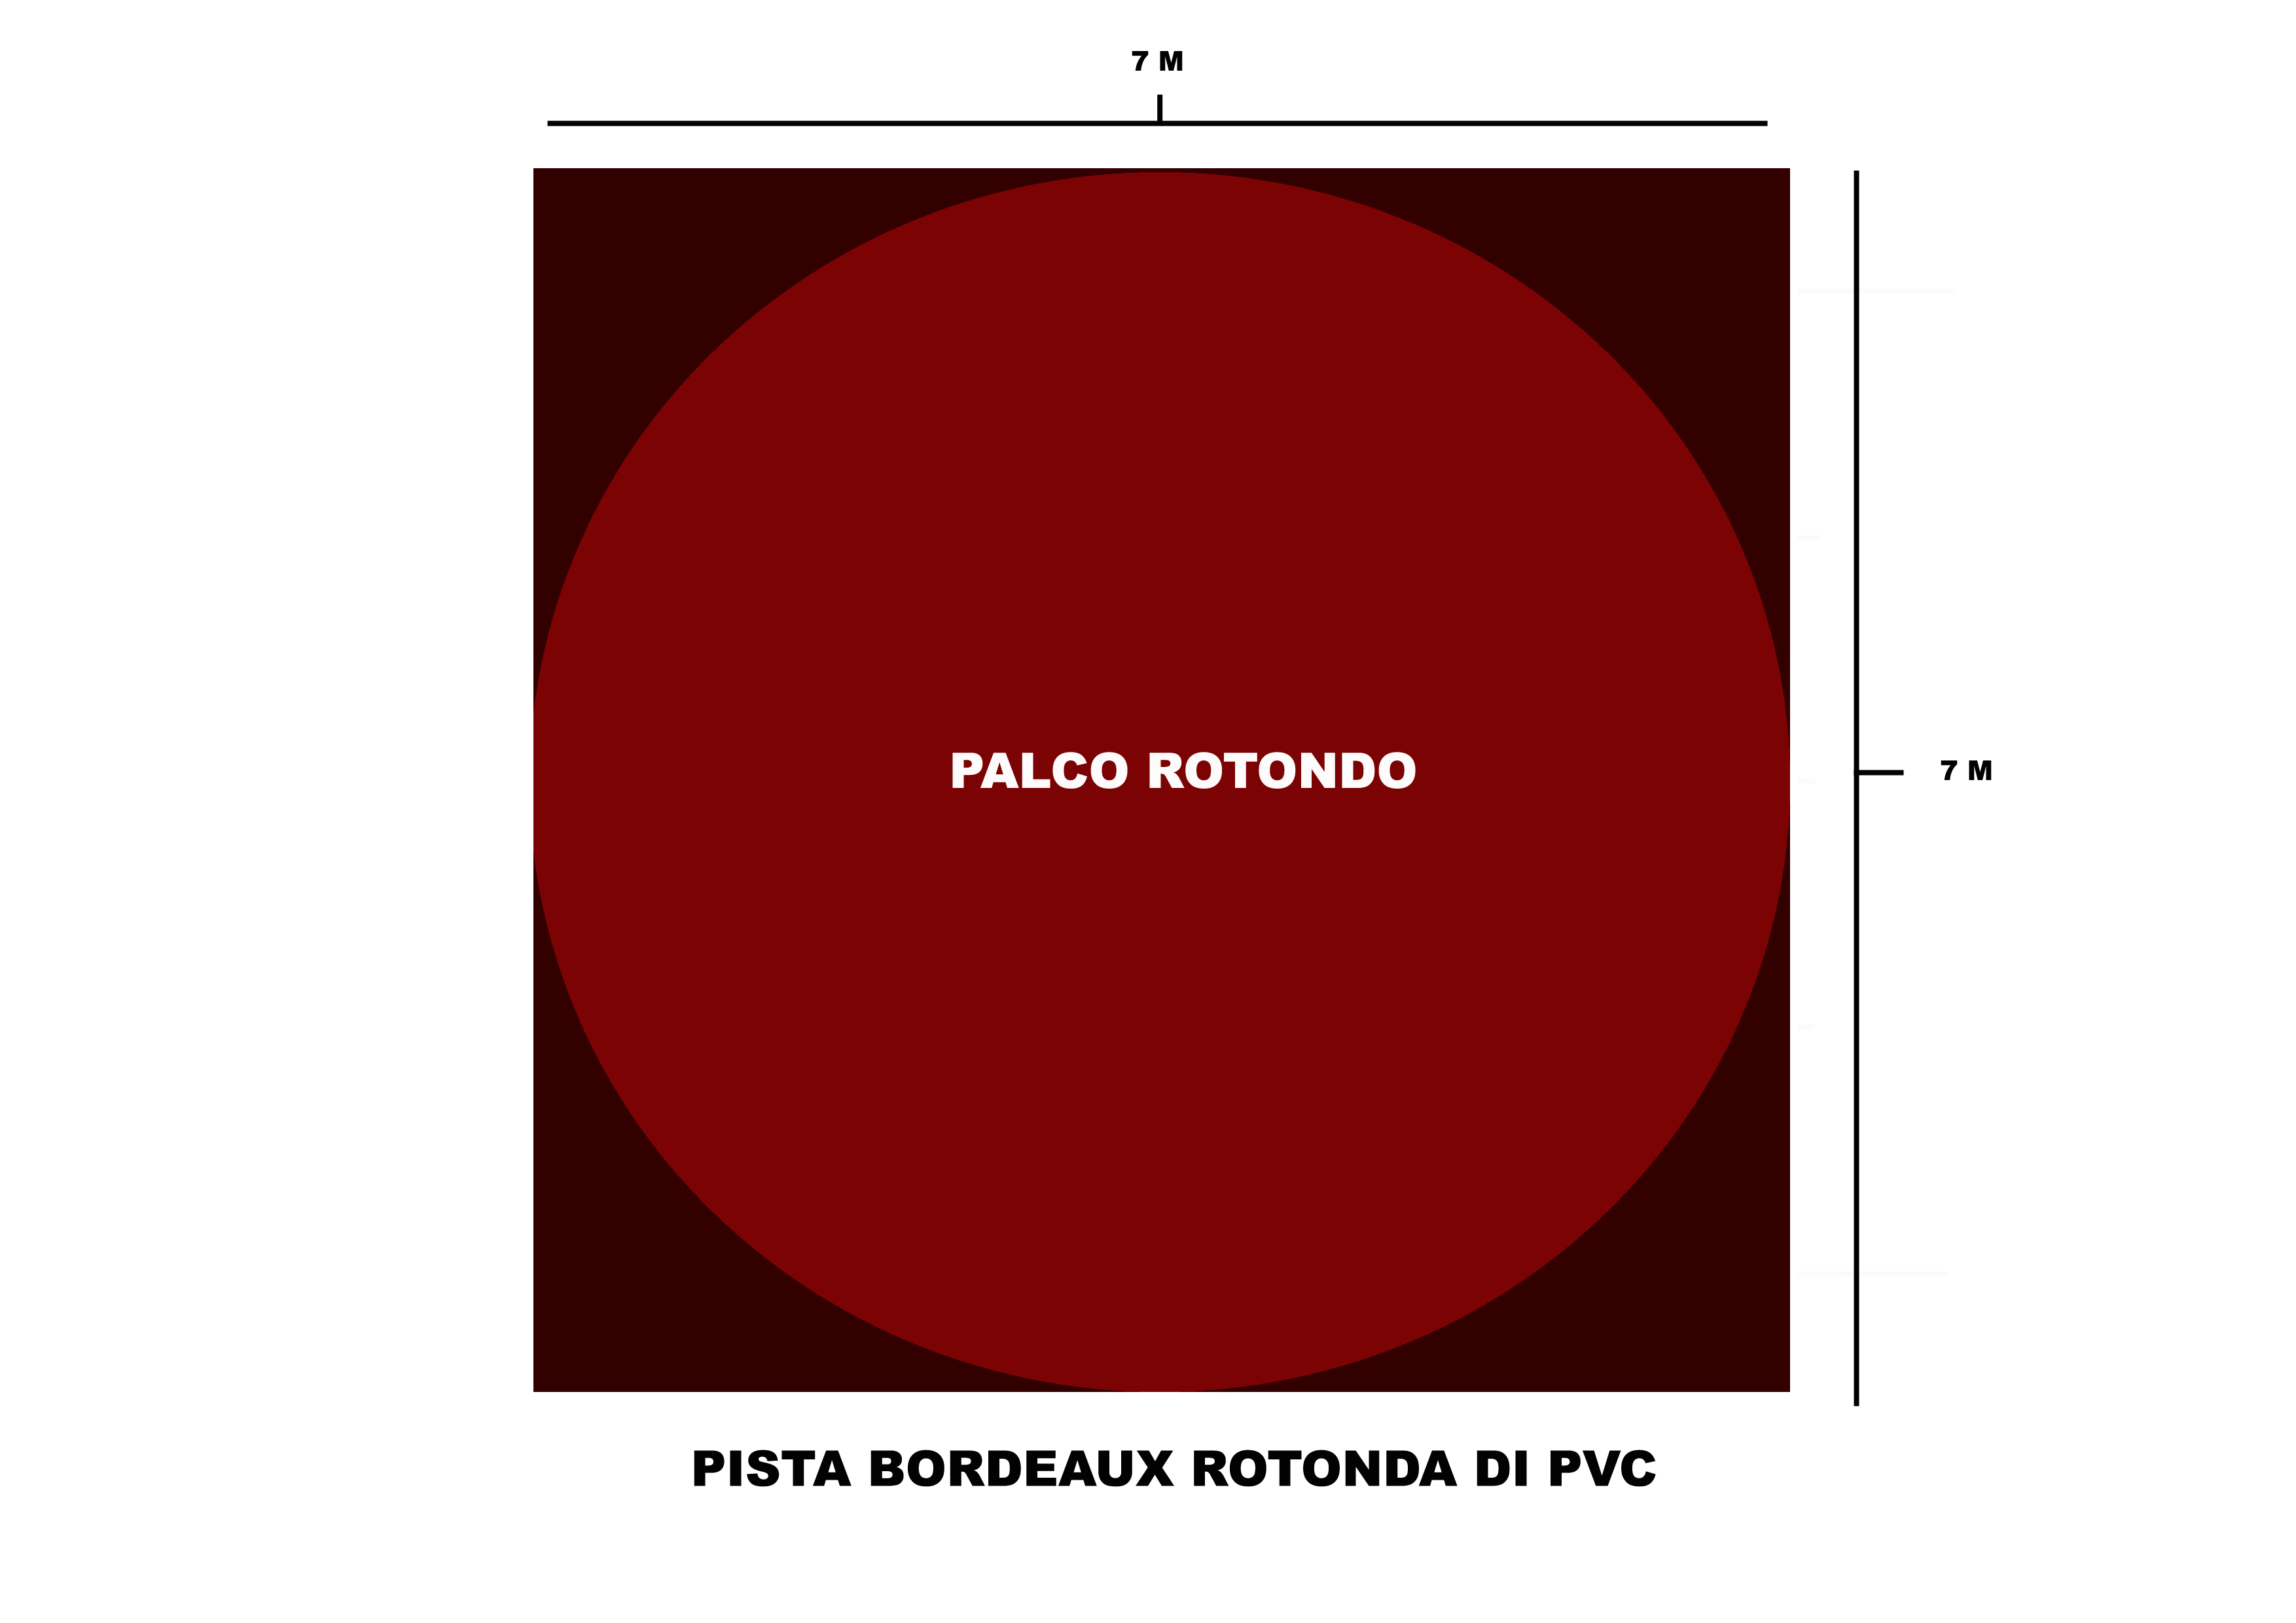 7 M
PALCO ROTONDO
7 M
PISTA BORDEAUX ROTONDA DI PVC